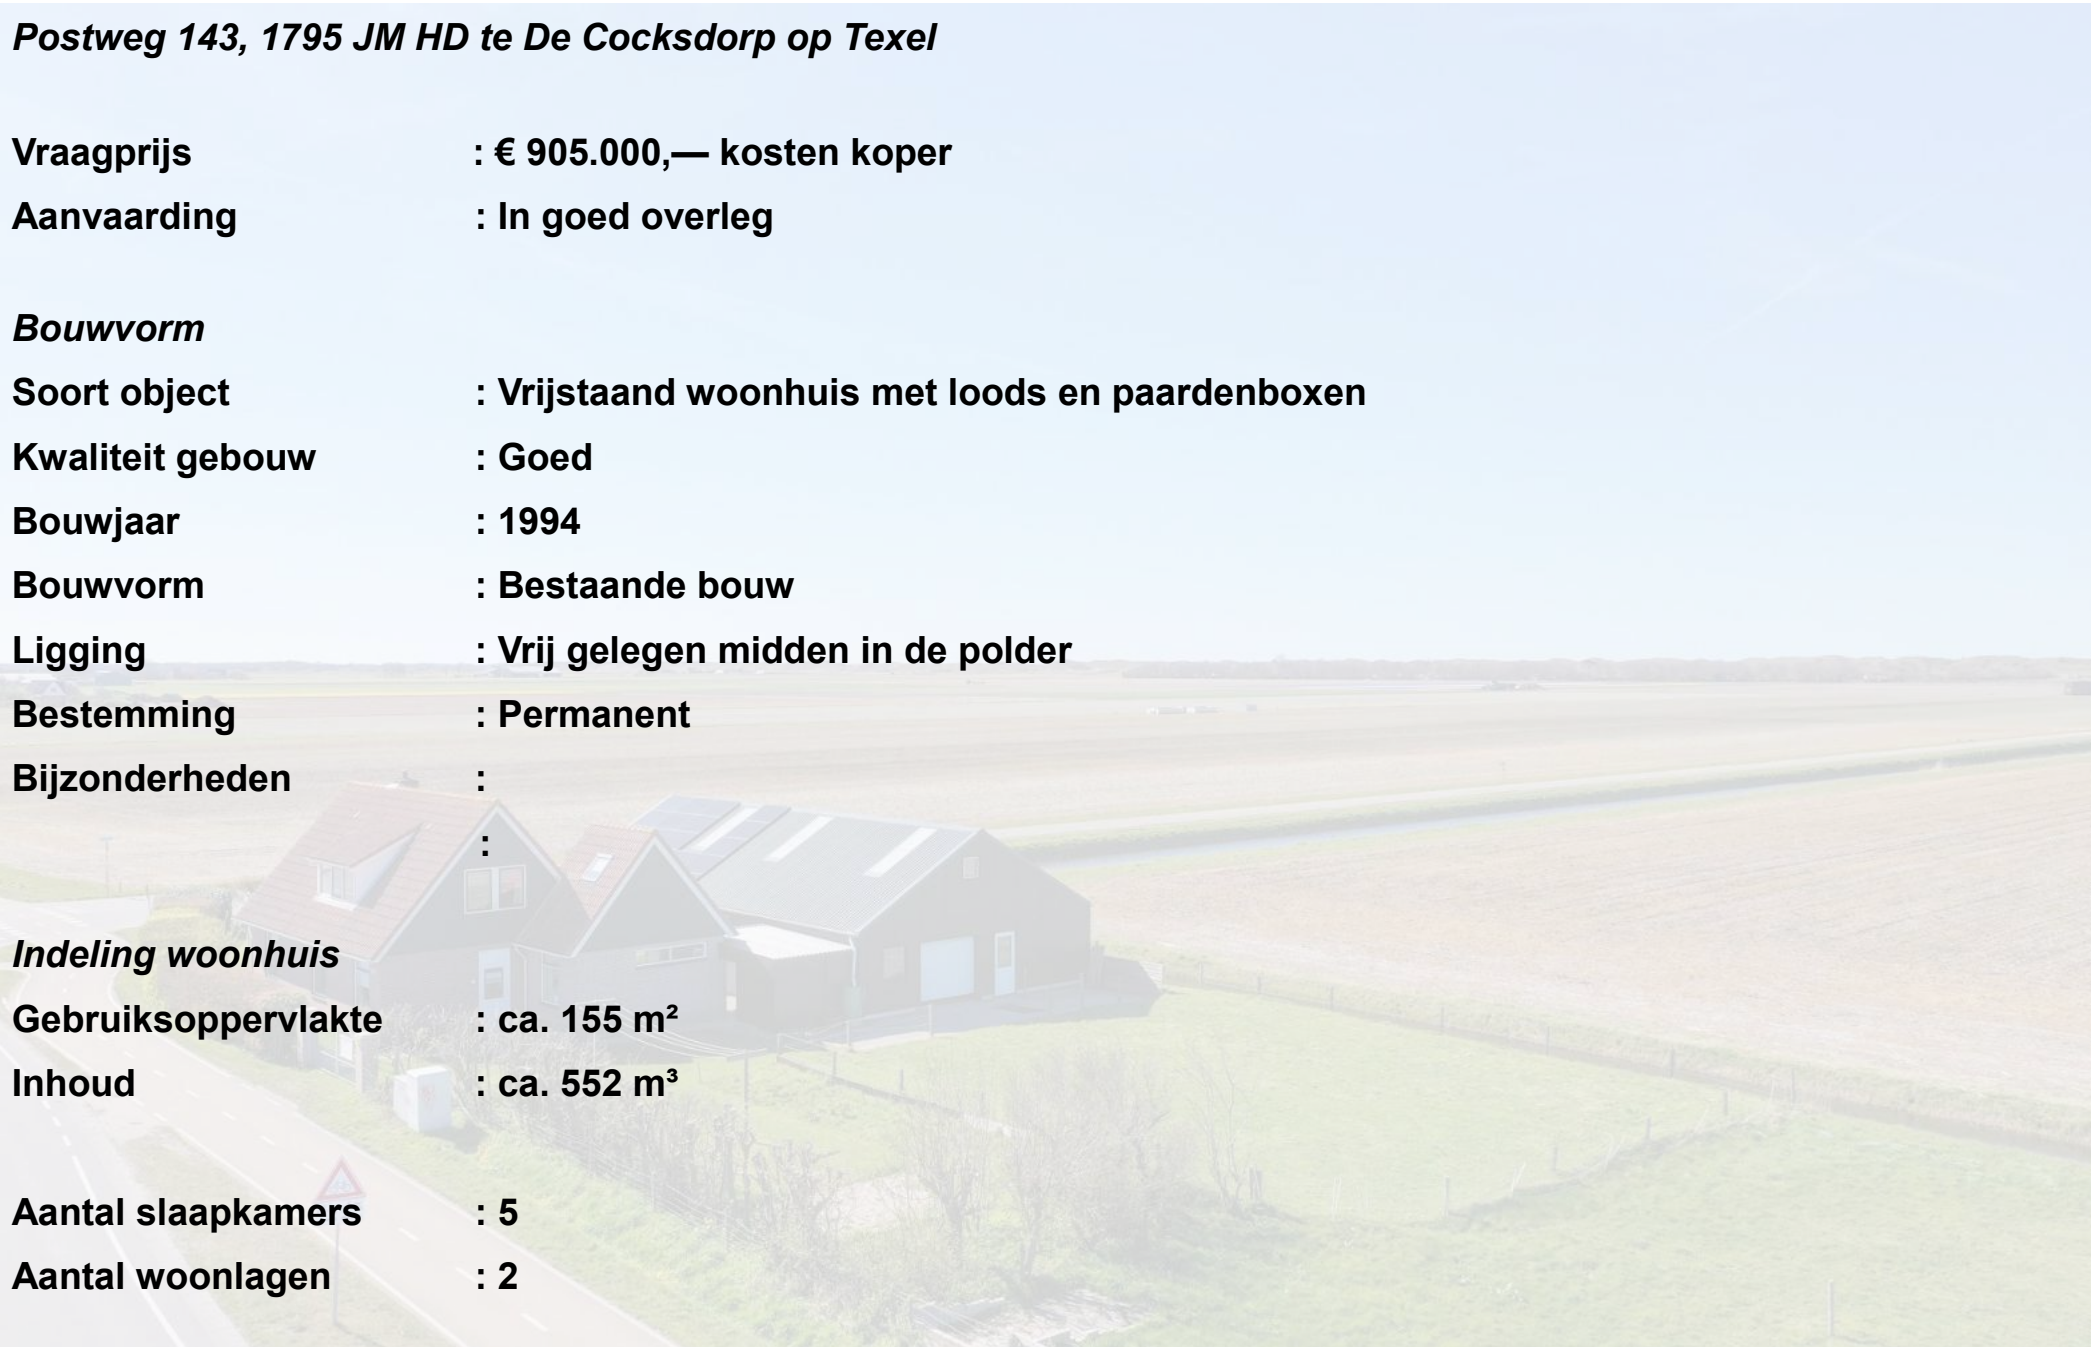 Postweg 143, 1795 JM HD te De Cocksdorp op Texel
Vraagprijs : € 905.000,— kosten koper
Aanvaarding : In goed overleg
Bouwvorm
Soort object : Vrijstaand woonhuis met loods en paardenboxen
Kwaliteit gebouw : Goed
Bouwjaar : 1994
Bouwvorm : Bestaande bouw
Ligging : Vrij gelegen midden in de polder
Bestemming : Permanent
Bijzonderheden :
:
Indeling woonhuis
Gebruiksoppervlakte : ca. 155 m²
Inhoud : ca. 552 m³
Aantal slaapkamers : 5
Aantal woonlagen : 2